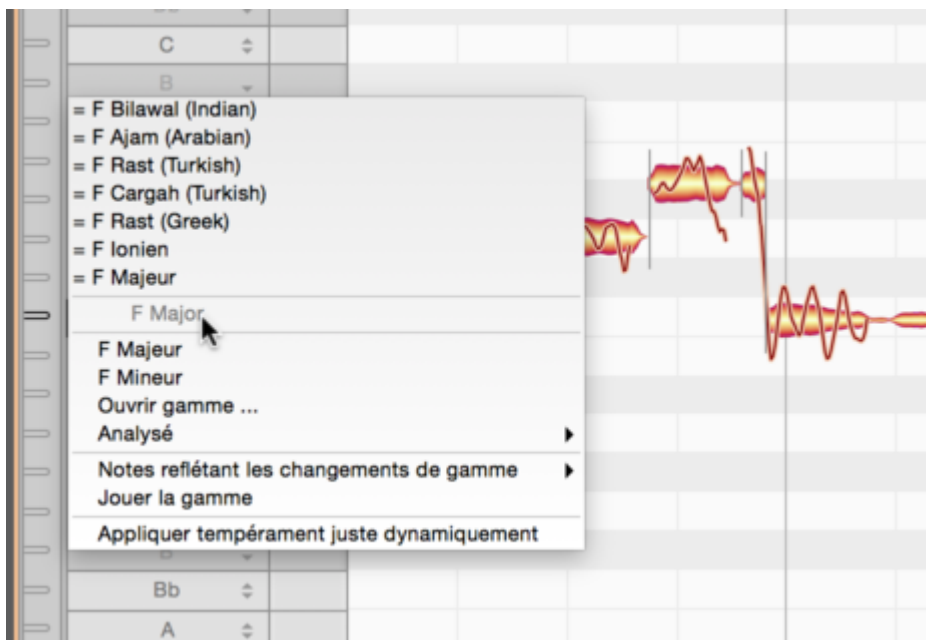 C
B
= F Bilawal (Indian)
= F Ajam (Arabian)
= F Rast (Turkish)
= F Cargah (Turkish)
= F Rast (Greek)
= F Ionien
= F Majeur
F Major
F Majeur
F Mineur
Ouvrir gamme ...
Analysé
Notes reflétant les changements de gamme
Jouer la gamme
Appliquer tempérament juste dynamiquement
Bb
A